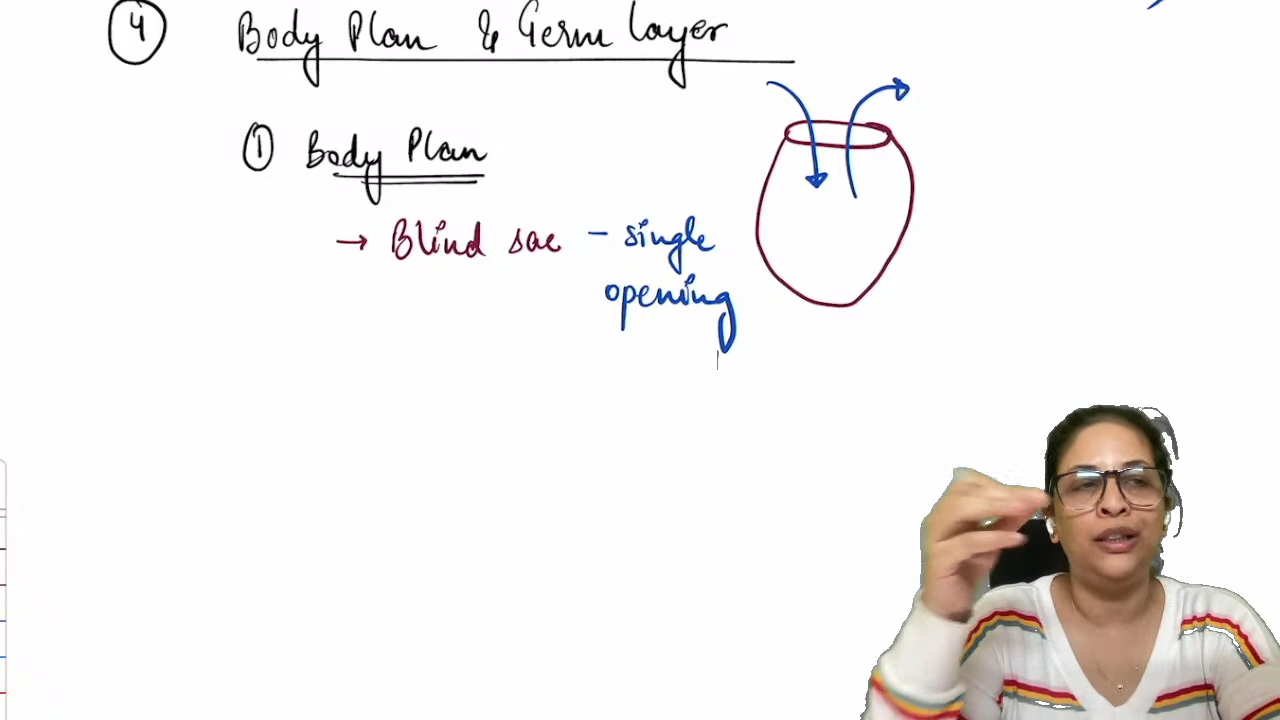 4 Body Plan & Germ layer
1 Body Plan
→ Blind sac - single
opening